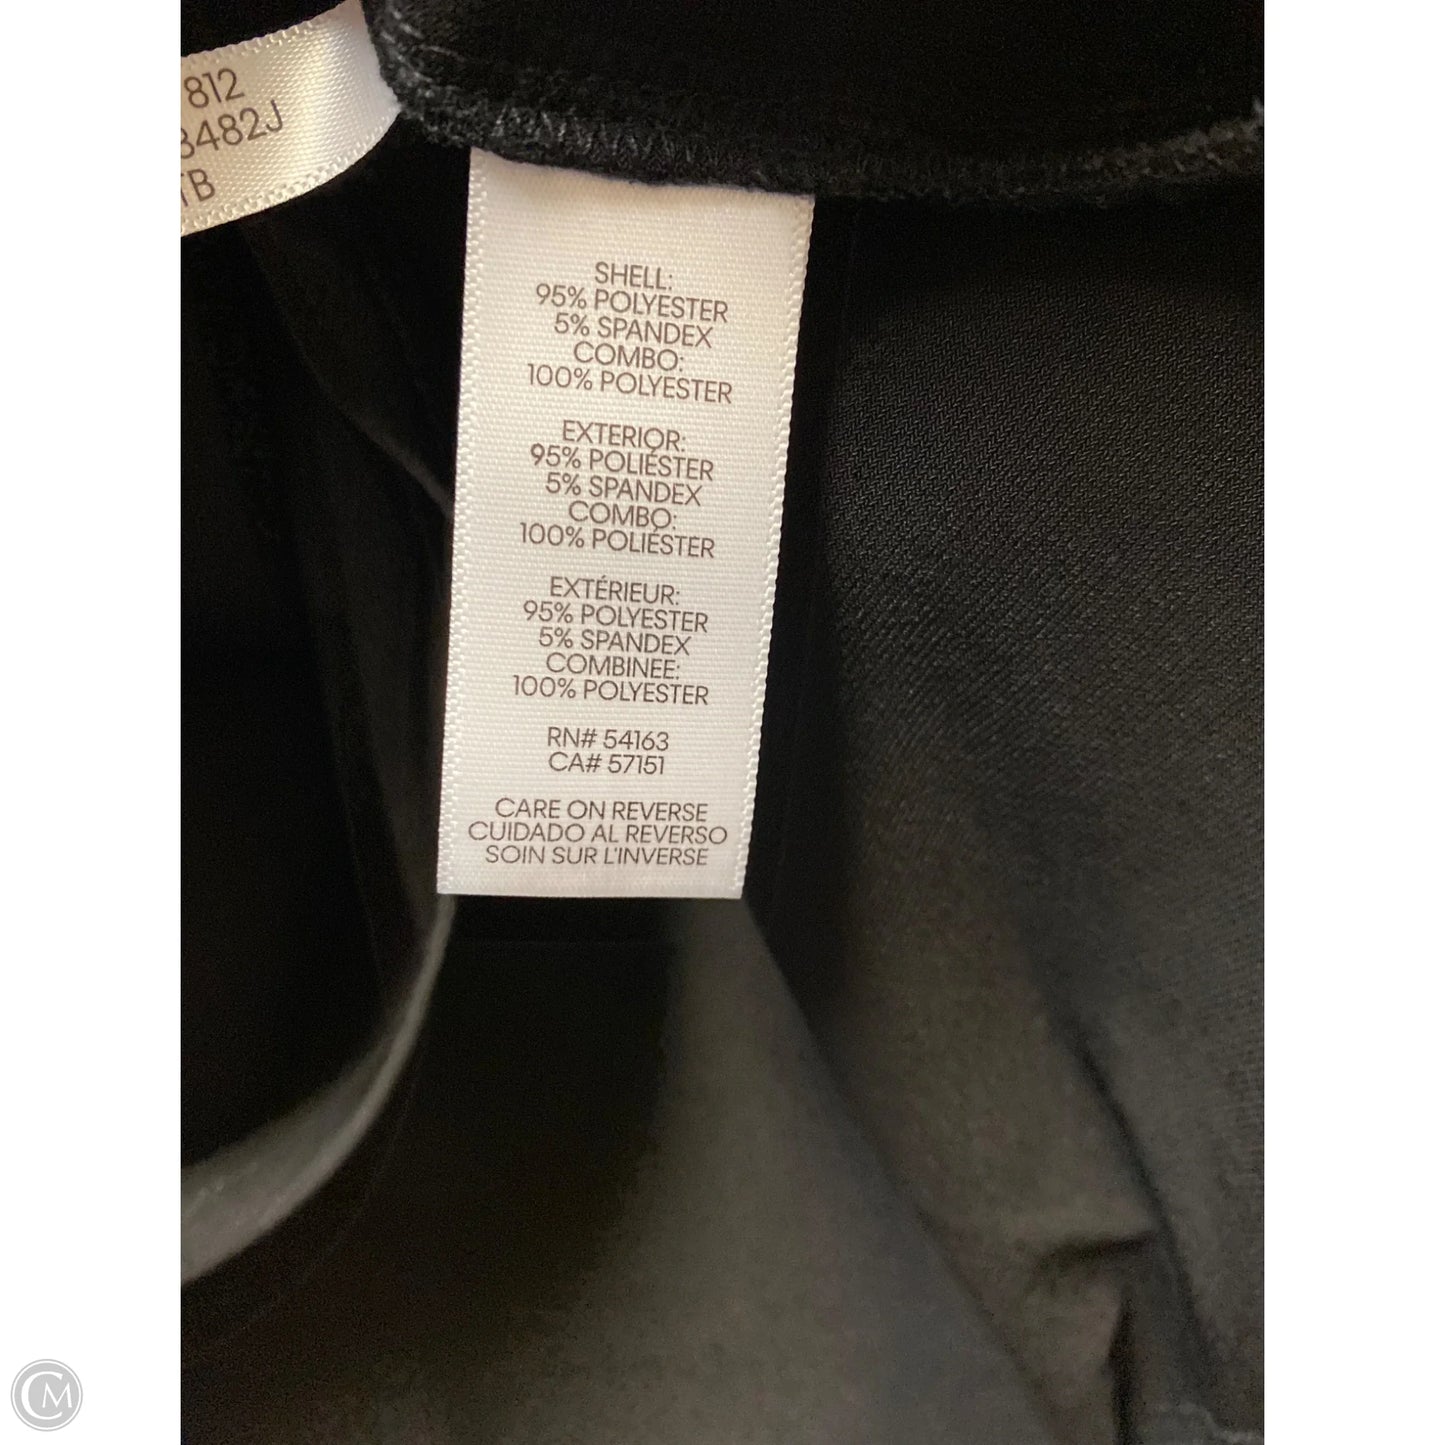 812
3482J
TB
SHELL:
95% POLYESTER
5% SPANDEX
COMBO:
100% POLYESTER
EXTERIOR:
95% POLIÉSTER
5% SPANDEX
COMBO:
100% POLIÉSTER
EXTÉRIEUR:
95% POLYESTER
5% SPANDEX
COMBINEE:
100% POLYESTER
RN# 54163
CA# 57151
CARE ON REVERSE
CUIDADO AL REVERSO
SOIN SUR L'INVERSE
CM